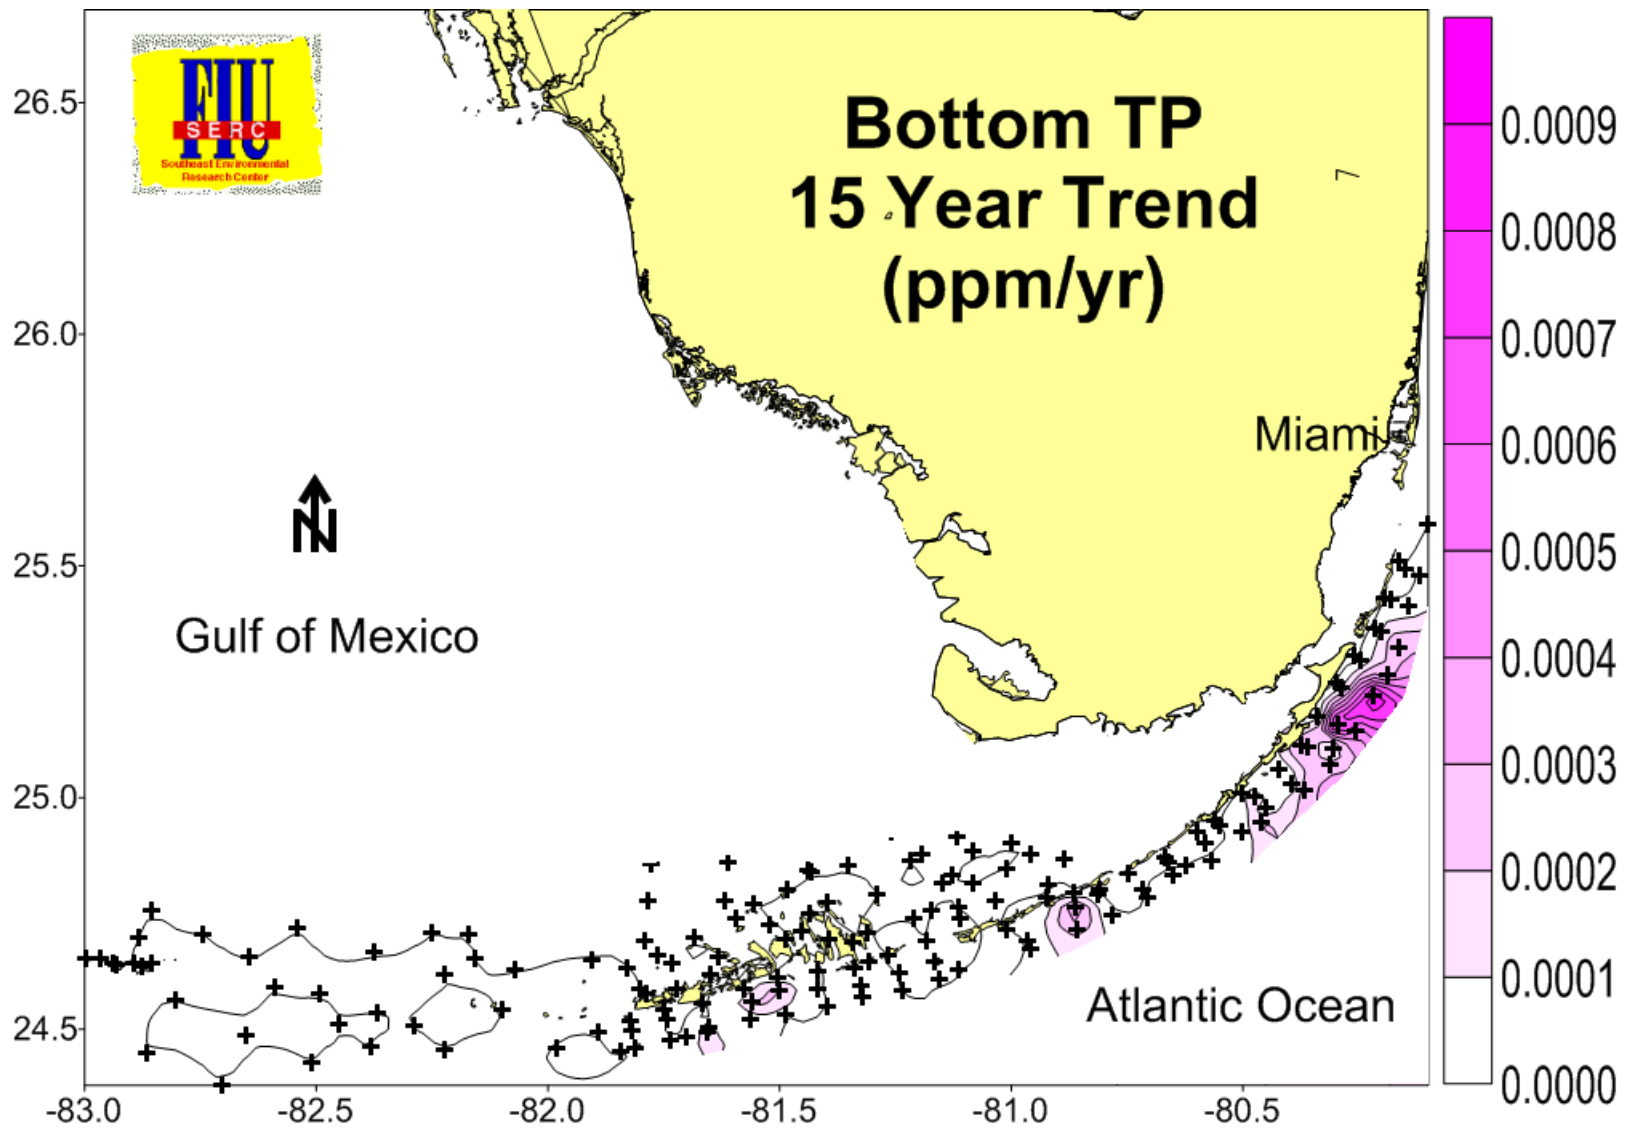 FIU
SERC
Southeast Environmental
Research Center
Bottom TP
15 Year Trend
(ppm/yr)
Miami
N
Gulf of Mexico
Atlantic Ocean
26.5
26.0
25.5
25.0
24.5
-83.0
-82.5
-82.0
-81.5
-81.0
-80.5
0.0009
0.0008
0.0007
0.0006
0.0005
0.0004
0.0003
0.0002
0.0001
0.0000